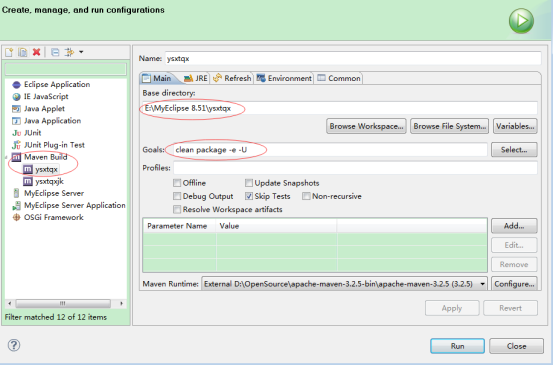 Create, manage, and run configurations
Name: ysxtqx
Main JRE Refresh Environment Common
Base directory:
E:\MyEclipse 8.51\ysxtqx
Browse Workspace... Browse File System... Variables...
Goals: clean package -e -U Select...
Profiles:
Offline Update Snapshots
Debug Output Skip Tests Non-recursive
Resolve Workspace artifacts
Parameter Name Value Add...
Edit...
Remove
Maven Runtime: External D:\OpenSource\apache-maven-3.2.5-bin\apache-maven-3.2.5 (3.2.5) Configure...
Apply Revert
Eclipse Application
IE JavaScript
Java Applet
Java Application
JUnit
JUnit Plug-in Test
Maven Build
ysxtqx
ysxtqxjk
MyEclipse Server
MyEclipse Server Application
OSGi Framework
Filter matched 12 of 12 items
Run Close